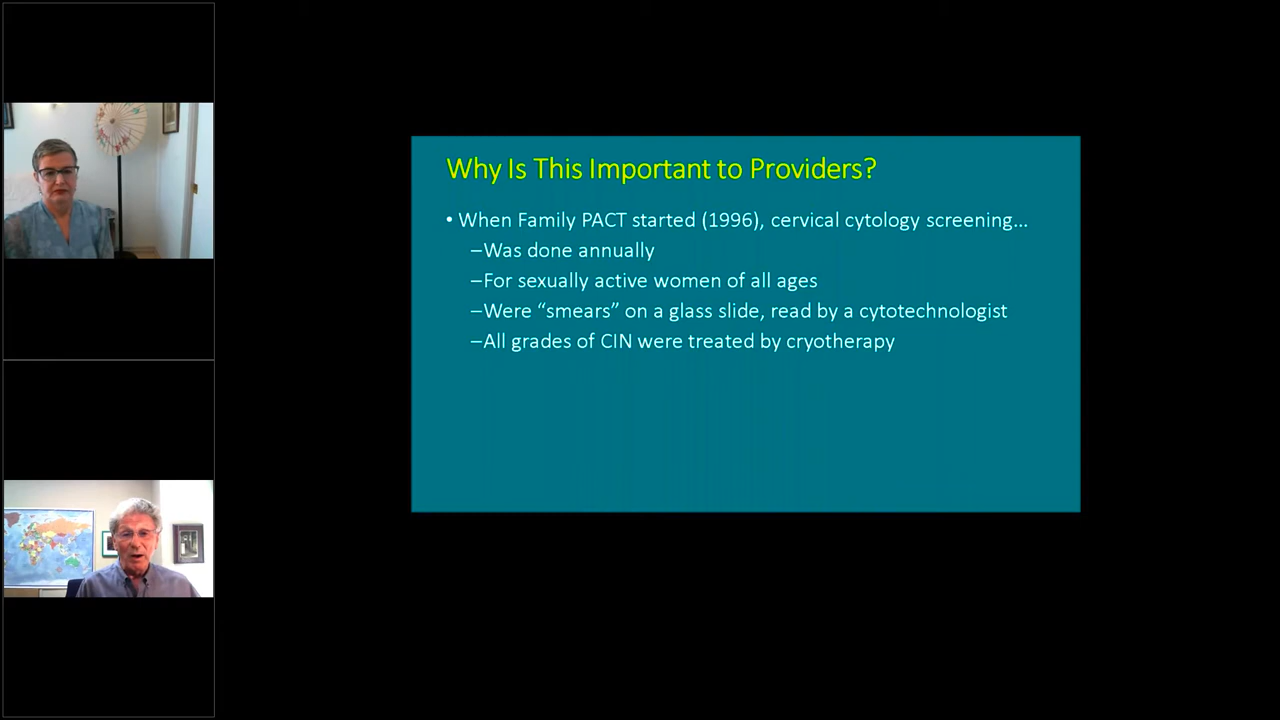 Why Is This Important to Providers?
• When Family PACT started (1996), cervical cytology screening…
–Was done annually
–For sexually active women of all ages
–Were “smears” on a glass slide, read by a cytotechnologist
–All grades of CIN were treated by cryotherapy